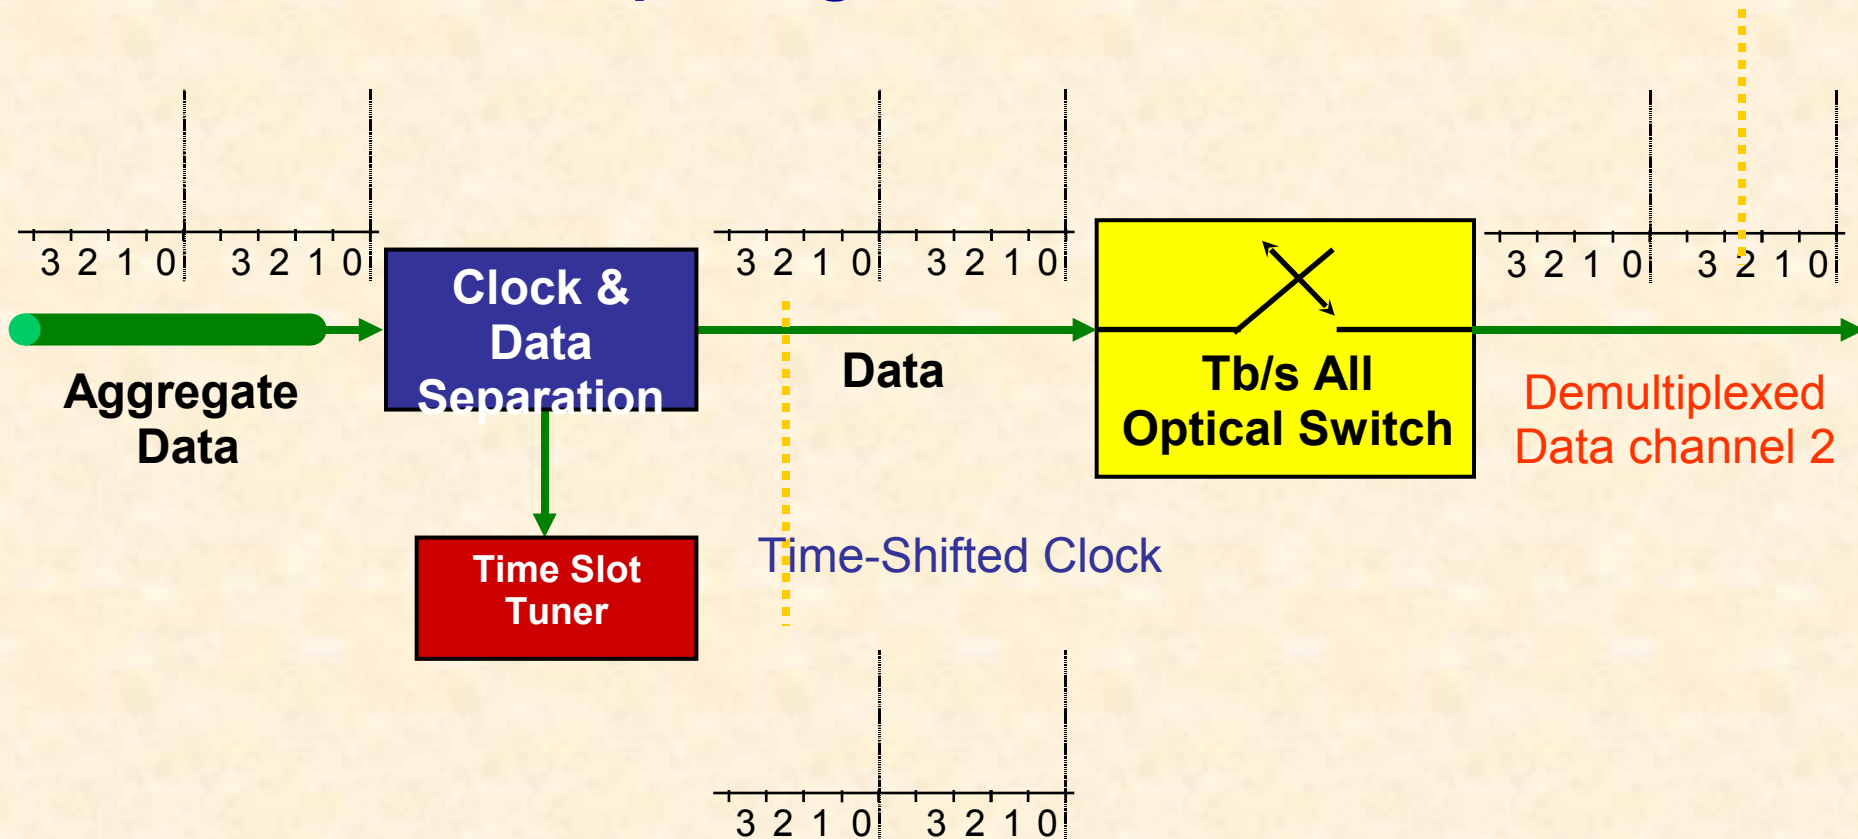 3 2 1 0 3 2 1 0
3 2 1 0 3 2 1 0
3 2 1 0 3 2 1 0
Clock &
Data
Separation
Aggregate
Data
Data
Tb/s All
Optical Switch
Demultiplexed
Data channel 2
Time Slot
Tuner
Time-Shifted Clock
3 2 1 0 3 2 1 0